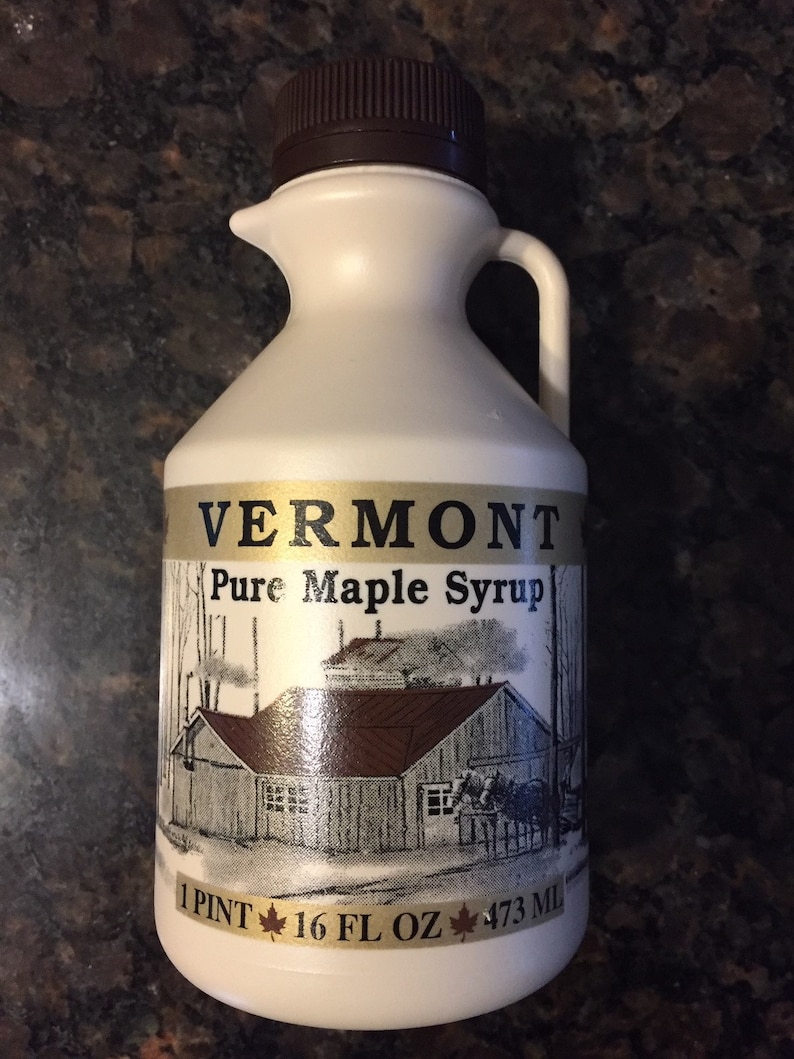 VERMONT
Pure Maple Syrup
1 PINT 16 FL OZ 473 ML